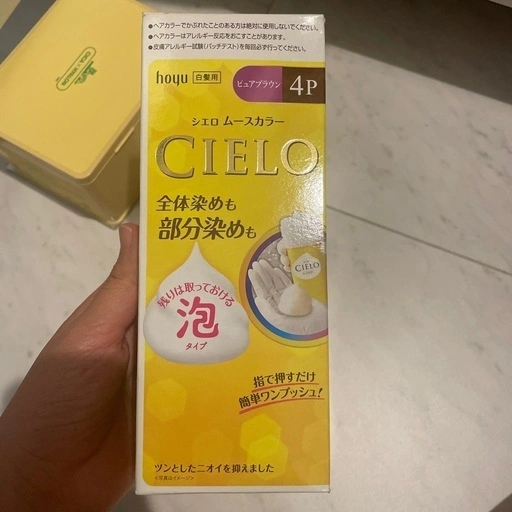 ●ヘアカラーでかぶれたことのある方は絶対に使用しないでください。
●ヘアカラーはアレルギー反応をおこすことがあります。
●皮膚アレルギー試験(パッチテスト)を毎回必ず行ってください。
hoyu 白髪用 ピュアブラウン 4P
シエロ ムースカラー
CIELO
全体染めも
部分染めも
CIELO
残りは取っておける
泡
タイプ
指で押すだけ
簡単ワンプッシュ!
ツンとしたニオイを抑えました
<写真はイメージ>